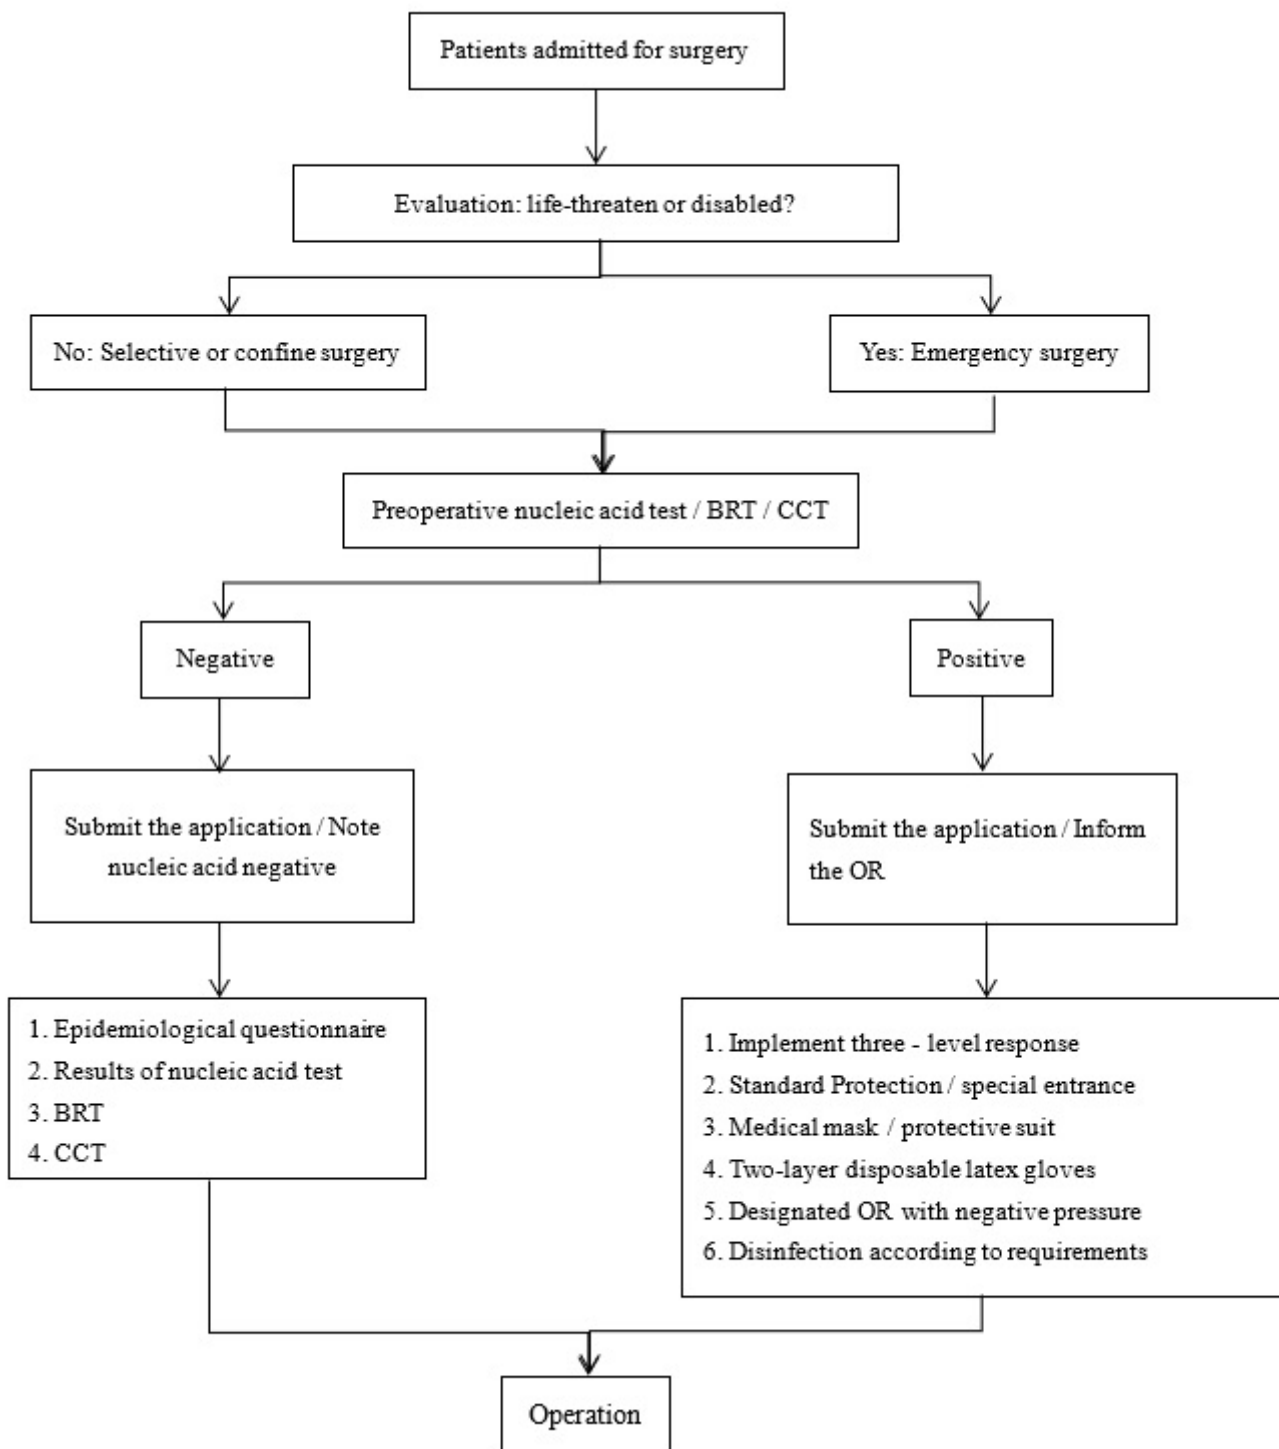 Patients admitted for surgery
Evaluation: life-threaten or disabled?
No: Selective or confine surgery
Yes: Emergency surgery
Preoperative nucleic acid test / BRT / CCT
Negative
Positive
Submit the application / Note
nucleic acid negative
Submit the application / Inform
the OR
1. Epidemiological questionnaire
2. Results of nucleic acid test
3. BRT
4. CCT
1. Implement three - level response
2. Standard Protection / special entrance
3. Medical mask / protective suit
4. Two-layer disposable latex gloves
5. Designated OR with negative pressure
6. Disinfection according to requirements
Operation